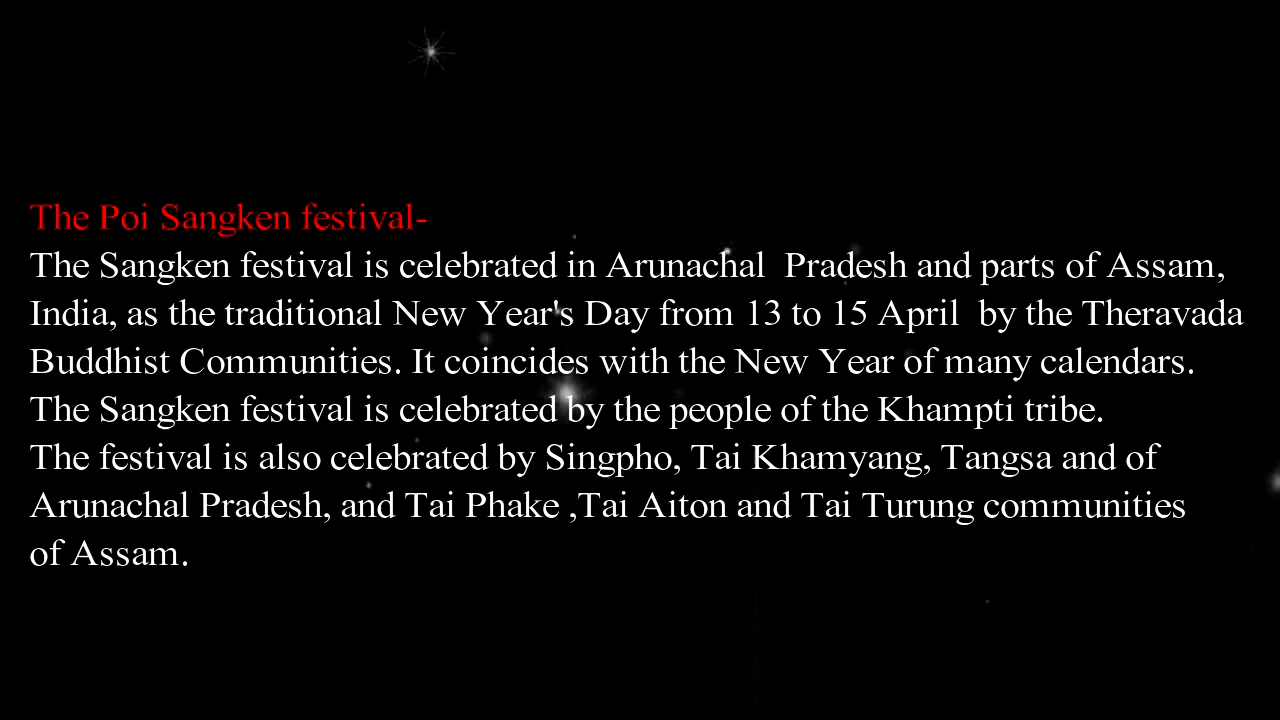 The Poi Sangken festival-
The Sangken festival is celebrated in Arunachal  Pradesh and parts of Assam,
India, as the traditional New Year's Day from 13 to 15 April  by the Theravada
Buddhist Communities. It coincides with the New Year of many calendars.
The Sangken festival is celebrated by the people of the Khampti tribe.
The festival is also celebrated by Singpho, Tai Khamyang, Tangsa and of
Arunachal Pradesh, and Tai Phake ,Tai Aiton and Tai Turung communities
of Assam.